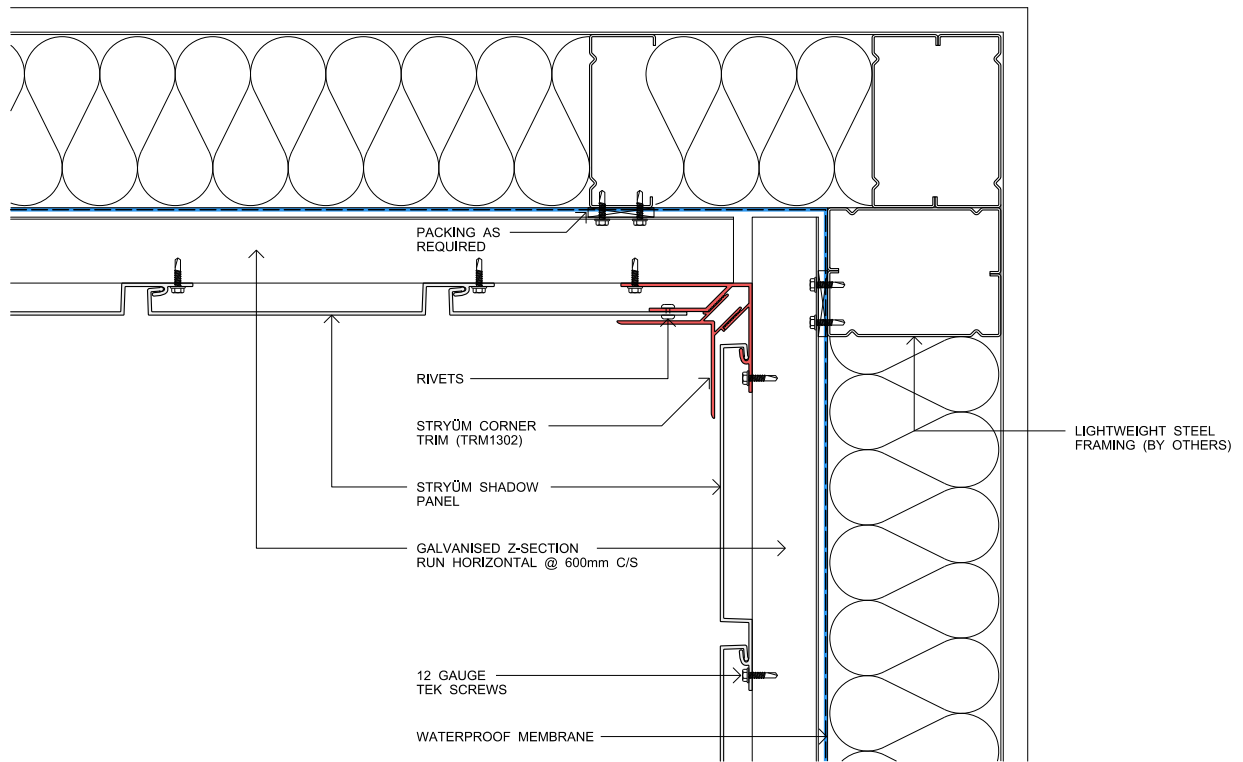 PACKING AS
REQUIRED
RIVETS
STRYÜM CORNER
TRIM (TRM1302)
LIGHTWEIGHT STEEL
FRAMING (BY OTHERS)
STRYÜM SHADOW
PANEL
GALVANISED Z-SECTION
RUN HORIZONTAL @ 600mm C/S
12 GAUGE
TEK SCREWS
WATERPROOF MEMBRANE